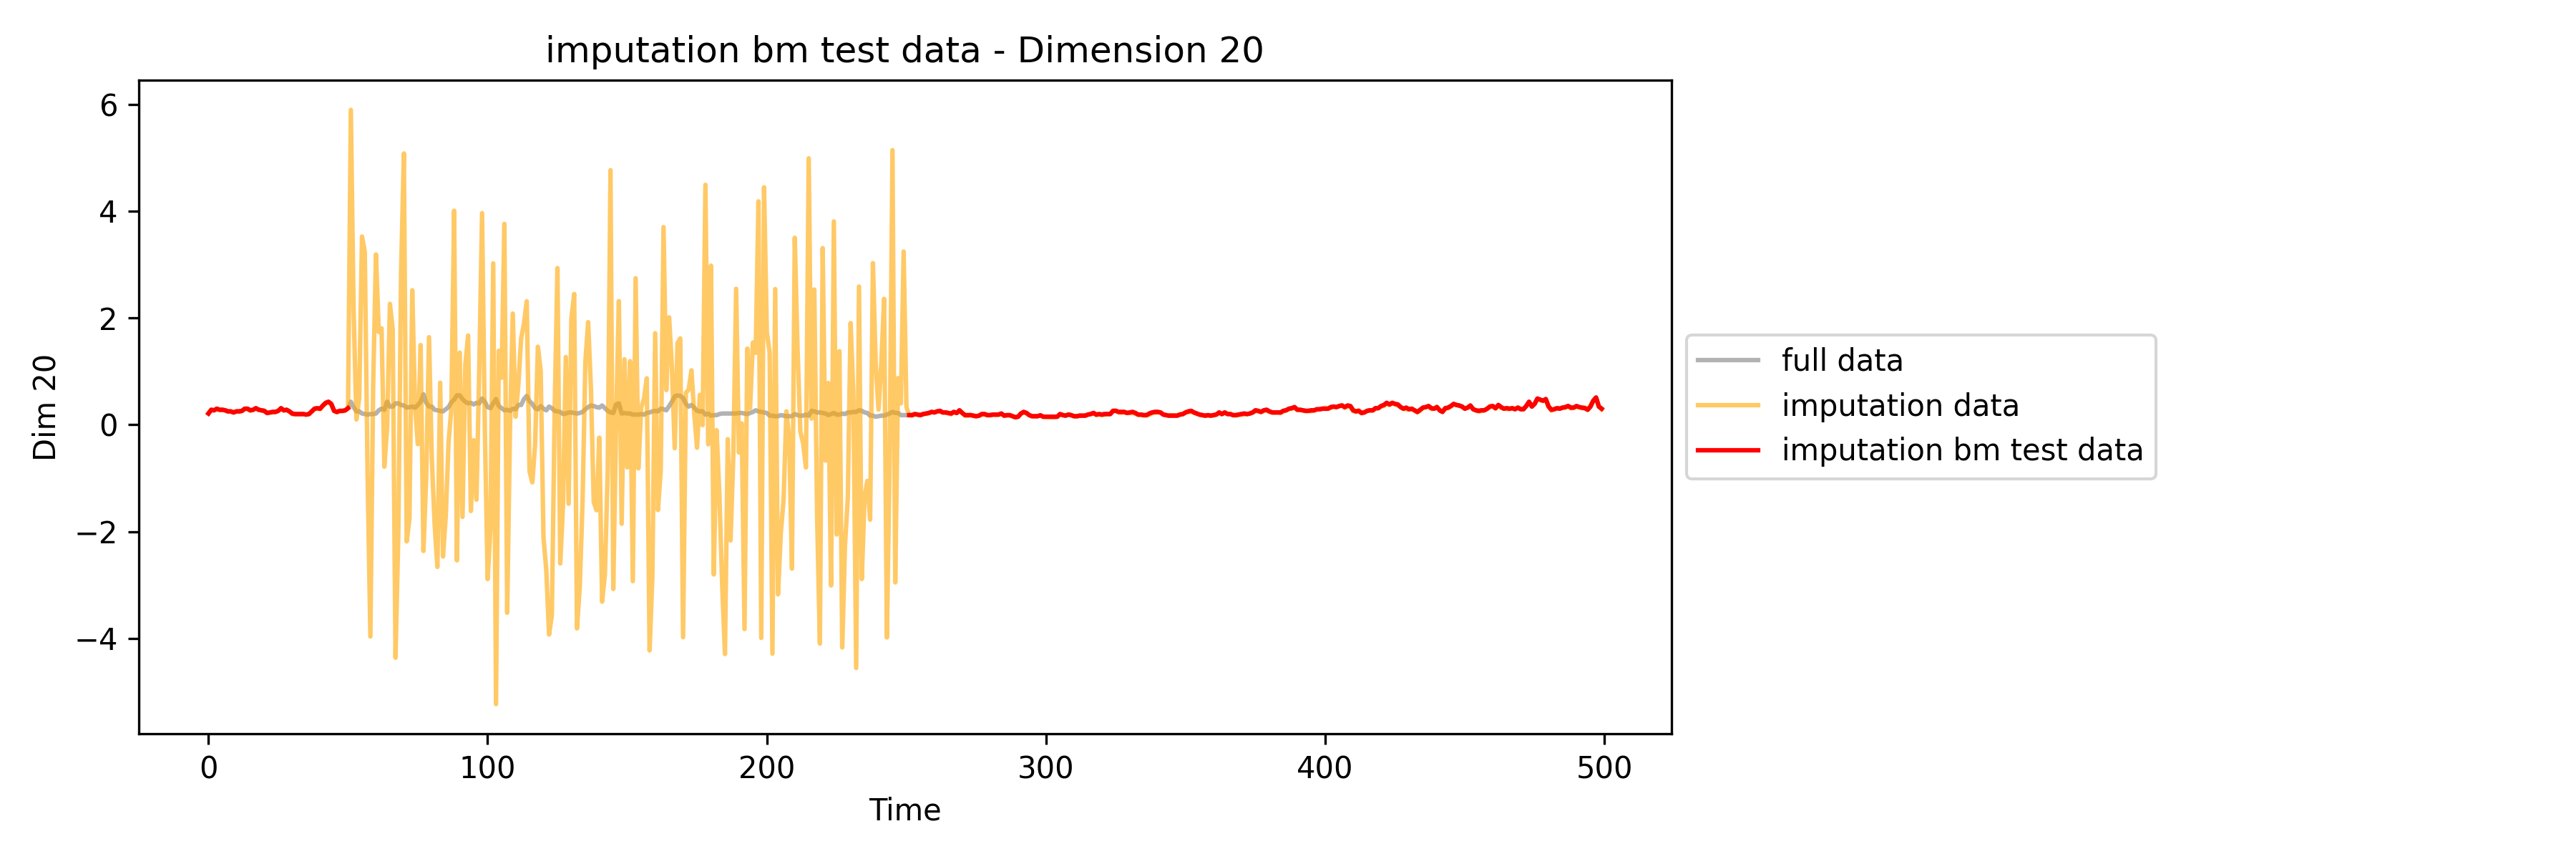 imputation bm test data - Dimension 20
6
4
2
0
−2
−4
Dim 20
0
100
200
300
400
500
Time
full data
imputation data
imputation bm test data